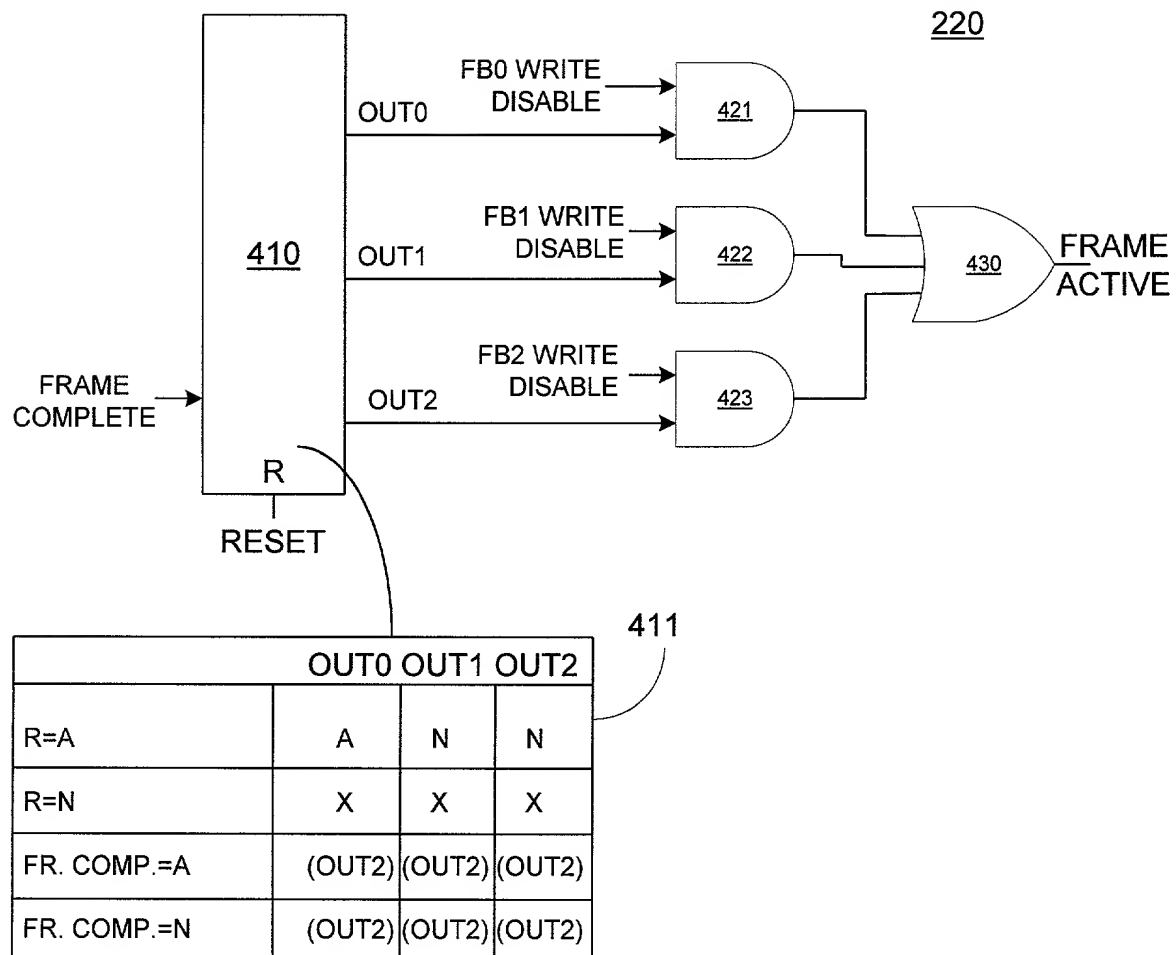 220
FB0 WRITE
DISABLE
421
OUT0
FB1 WRITE
DISABLE
422
410
OUT1
430
FRAME
ACTIVE
FB2 WRITE
DISABLE
423
FRAME
COMPLETE
OUT2
R
RESET
411
OUT0 OUT1 OUT2
R=A A N N
R=N X X X
FR. COMP.=A (OUT2) (OUT2) (OUT2)
FR. COMP.=N (OUT2) (OUT2) (OUT2)